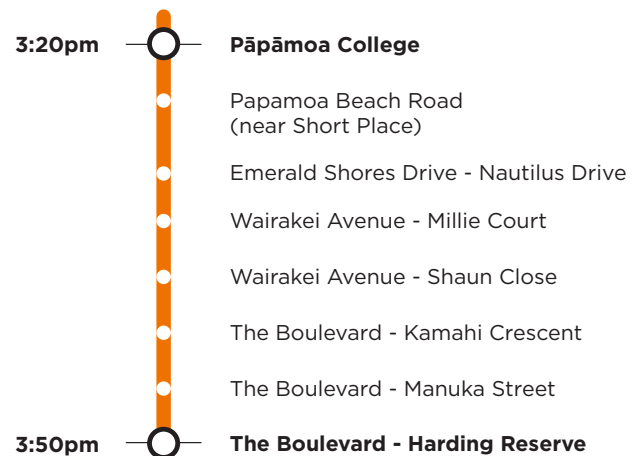 3:20pm Pāpāmoa College
Papamoa Beach Road
(near Short Place)
Emerald Shores Drive - Nautilus Drive
Wairakei Avenue - Millie Court
Wairakei Avenue - Shaun Close
The Boulevard - Kamahi Crescent
The Boulevard - Manuka Street
3:50pm The Boulevard - Harding Reserve